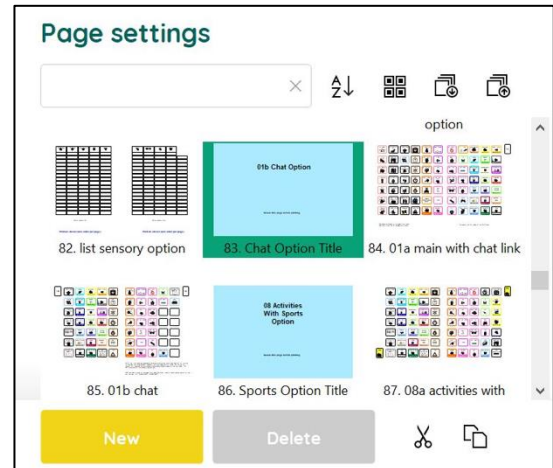 Page settings
A
Z
option
01b Chat Option
82. list sensory option
83. Chat Option Title
84. 01a main with chat link
08 Activities
With Sports
Option
85. 01b chat
86. Sports Option Title
87. 08a activities with
New
Delete